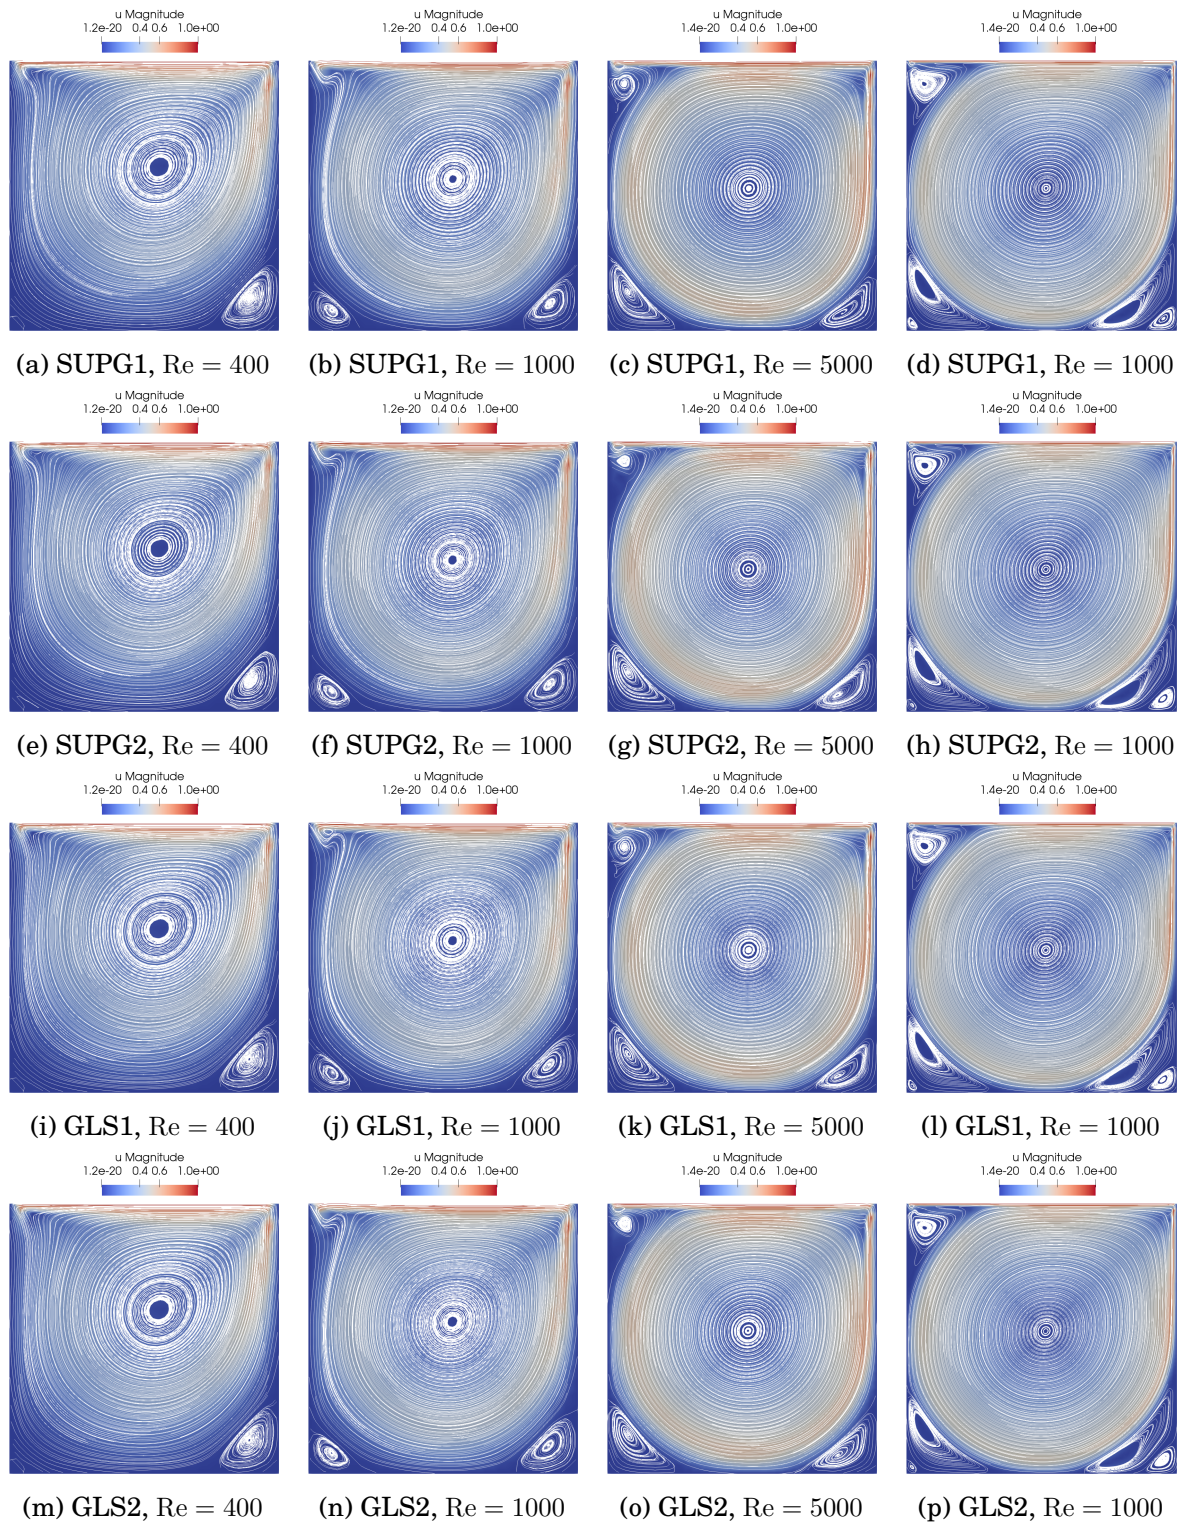 u Magnitude u Magnitude u Magnitude u Magnitude
1.2e-20 0.4 0.6 1.0e+00 1.2e-20 0.4 0.6 1.0e+00 1.4e-20 0.4 0.6 1.0e+00 1.4e-20 0.4 0.6 1.0e+00
(a) SUPG1, Re = 400 (b) SUPG1, Re = 1000 (c) SUPG1, Re = 5000 (d) SUPG1, Re = 1000
u Magnitude u Magnitude u Magnitude u Magnitude
1.2e-20 0.4 0.6 1.0e+00 1.2e-20 0.4 0.6 1.0e+00 1.4e-20 0.4 0.6 1.0e+00 1.4e-20 0.4 0.6 1.0e+00
(e) SUPG2, Re = 400 (f) SUPG2, Re = 1000 (g) SUPG2, Re = 5000 (h) SUPG2, Re = 1000
u Magnitude u Magnitude u Magnitude u Magnitude
1.2e-20 0.4 0.6 1.0e+00 1.2e-20 0.4 0.6 1.0e+00 1.4e-20 0.4 0.6 1.0e+00 1.4e-20 0.4 0.6 1.0e+00
(i) GLS1, Re = 400 (j) GLS1, Re = 1000 (k) GLS1, Re = 5000 (l) GLS1, Re = 1000
u Magnitude u Magnitude u Magnitude u Magnitude
1.2e-20 0.4 0.6 1.0e+00 1.2e-20 0.4 0.6 1.0e+00 1.4e-20 0.4 0.6 1.0e+00 1.4e-20 0.4 0.6 1.0e+00
(m) GLS2, Re = 400 (n) GLS2, Re = 1000 (o) GLS2, Re = 5000 (p) GLS2, Re = 1000